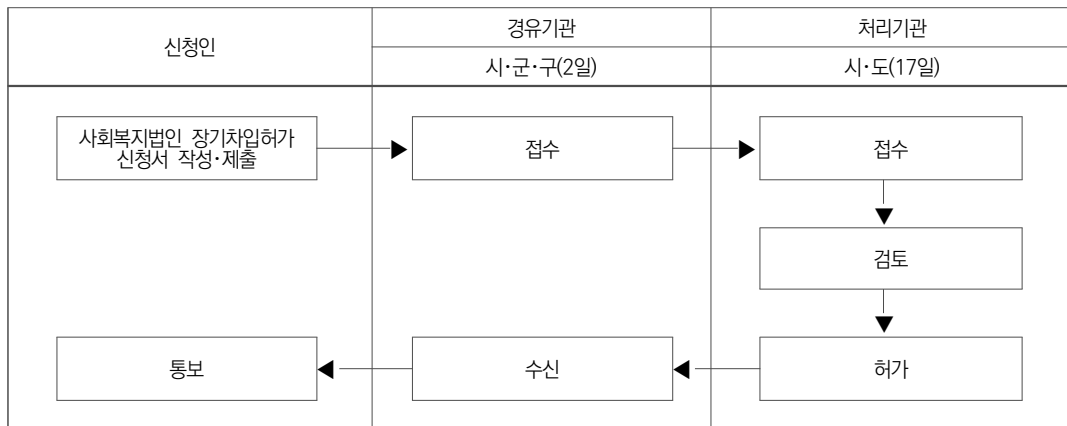 신청인
경유기관
처리기관
시·군·구(2일)
시·도(17일)
사회복지법인 장기차입허가
신청서 작성·제출
접수
접수
검토
통보
수신
허가